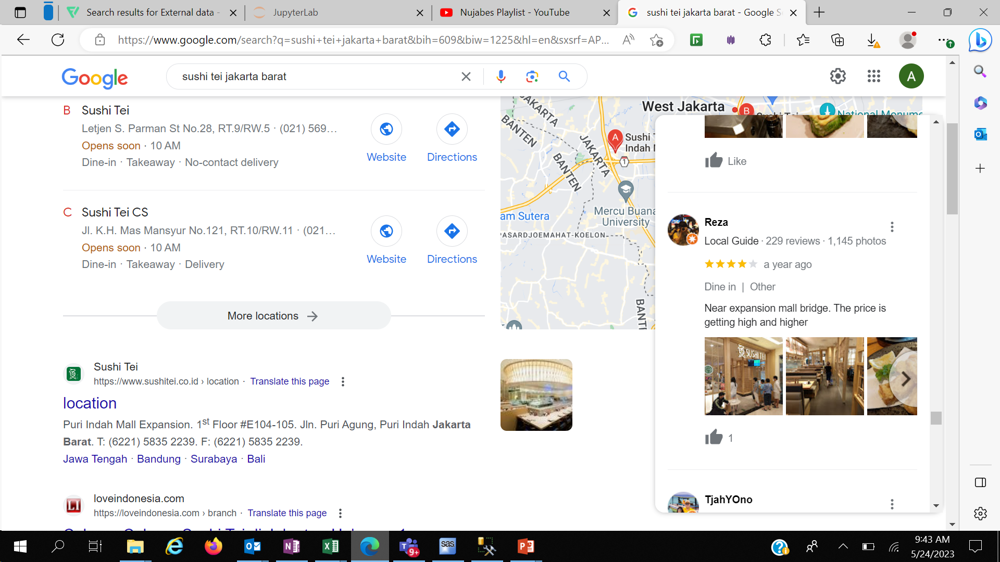 Search results for External data -
JupyterLab
Nujabes Playlist - YouTube
sushi tei jakarta barat - Google S
https://www.google.com/search?q=sushi+tei+jakarta+barat&bih=609&biw=1225&hl=en&sxsrf=AP...
Google
sushi tei jakarta barat
A
B Sushi Tei
Letjen S. Parman St No.28, RT.9/RW.5 · (021) 569...
Opens soon · 10 AM
Dine-in · Takeaway · No-contact delivery
Website
Directions
C Sushi Tei CS
Jl. K.H. Mas Mansyur No.121, RT.10/RW.11 · (021...
Opens soon · 10 AM
Dine-in · Takeaway · Delivery
Website
Directions
More locations
JAKARTA
BANTEN
JAKARTA
BANTEN
West Jakarta
B
A
Sushi
Indah
1
Mercu Buana
University
am Sutera
PASARDJOEMAHAT-KOELON
Like
Reza
Local Guide · 229 reviews · 1,145 photos
a year ago
Dine in | Other
Near expansion mall bridge. The price is
getting high and higher
SUSHI TEI
1
TjahYOno
Sushi Tei
https://www.sushitei.co.id › location · Translate this page
location
Puri Indah Mall Expansion. 1st Floor #E104-105. Jln. Puri Agung, Puri Indah Jakarta
Barat. T: (6221) 5835 2239. F: (6221) 5835 2239.
Jawa Tengah · Bandung · Surabaya · Bali
LI
loveindonesia.com
https://loveindonesia.com › branch · Translate this page
9+
sas
9:43 AM
5/24/2023